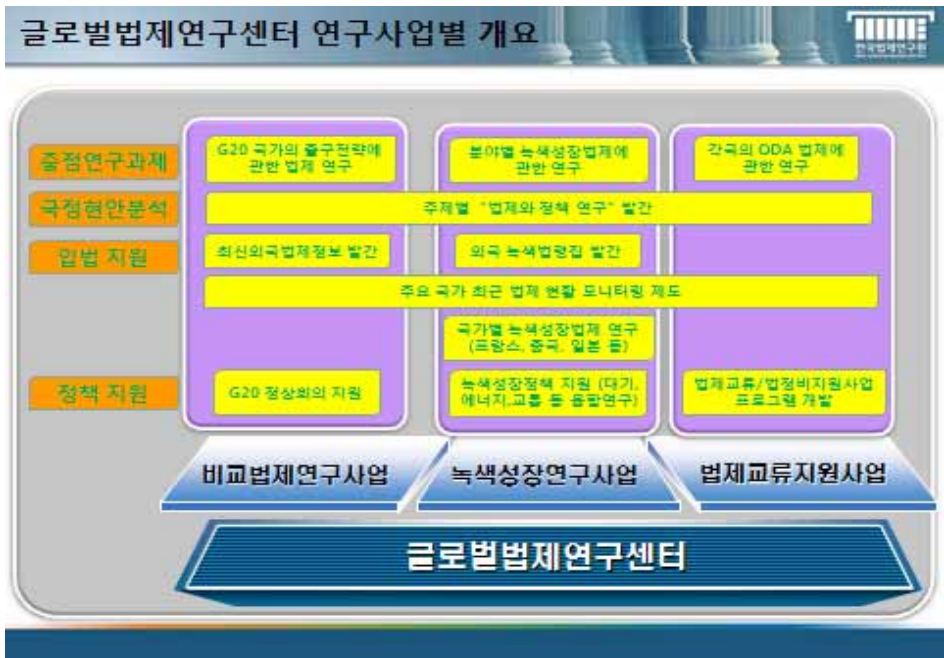 글로벌법제연구센터 연구사업별 개요
한국법제연구원
중점연구과제
G20 국가의 출구전략에
관한 법제 연구
분야별 녹색성장법제에
관한 연구
각국의 ODA 법제에
관한 연구
국정현안분석
주제별 "법제와 정책 연구" 발간
입법 지원
최신외국법제정보 발간
외국 녹색법령집 발간
주요 국가 최근 법제 현황 모니터링 제도
국가별 녹색성장법제 연구
(프랑스, 중국, 일본 등)
정책 지원
G20 정상회의 지원
녹색성장정책 지원 (대기,
에너지,교통 등 융합연구)
법제교류/법정비지원사업
프로그램 개발
비교법제연구사업
녹색성장연구사업
법제교류지원사업
글로벌법제연구센터